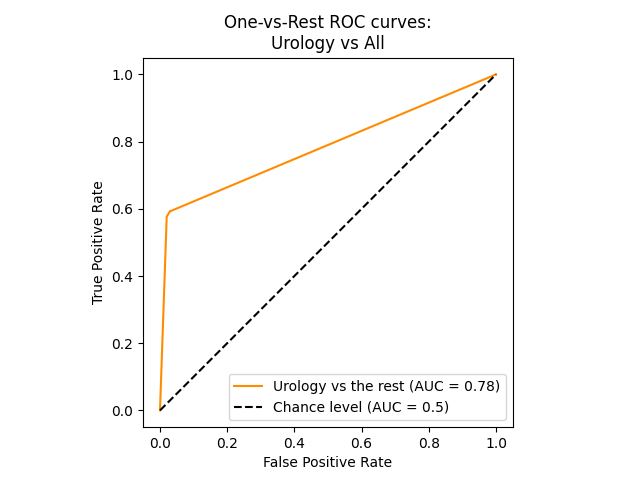 One-vs-Rest ROC curves:
Urology vs All
1.0
0.8
0.6
0.4
0.2
0.0
True Positive Rate
Urology vs the rest (AUC = 0.78)
Chance level (AUC = 0.5)
0.0 0.2 0.4 0.6 0.8 1.0
False Positive Rate